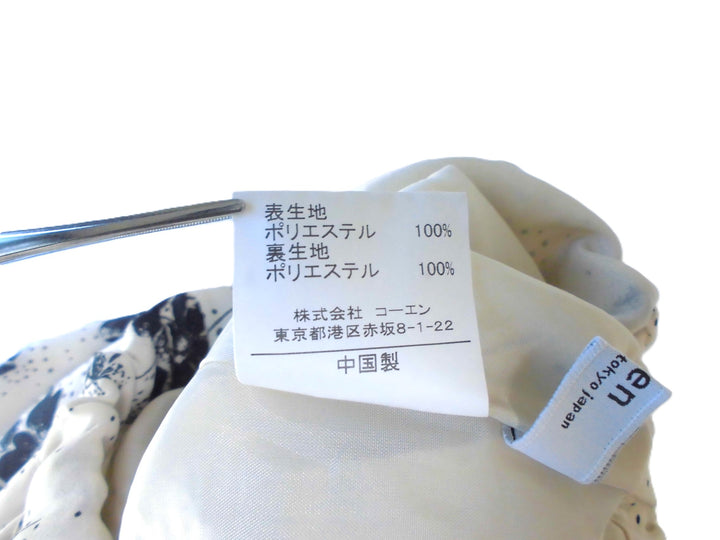 表生地
ポリエステル 100%
裏生地
ポリエステル 100%
株式会社 コーエン
東京都港区赤坂8-1-22
中国製
en
tokyo japan